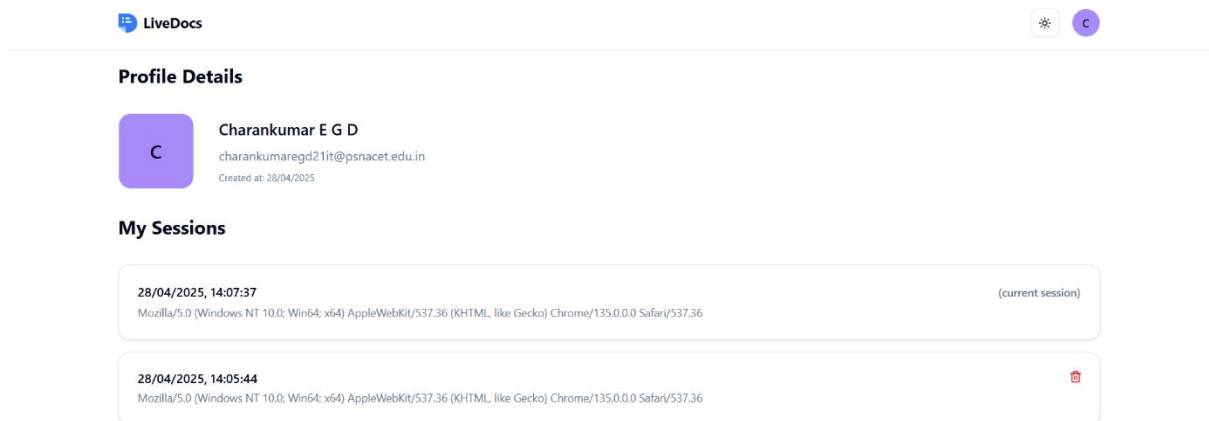 LiveDocs
C
Profile Details
C
Charankumar E G D
charankumaregd21it@psnacet.edu.in
Created at: 28/04/2025
My Sessions
28/04/2025, 14:07:37
(current session)
Mozilla/5.0 (Windows NT 10.0; Win64; x64) AppleWebKit/537.36 (KHTML, like Gecko) Chrome/135.0.0.0 Safari/537.36
28/04/2025, 14:05:44
Mozilla/5.0 (Windows NT 10.0; Win64; x64) AppleWebKit/537.36 (KHTML, like Gecko) Chrome/135.0.0.0 Safari/537.36